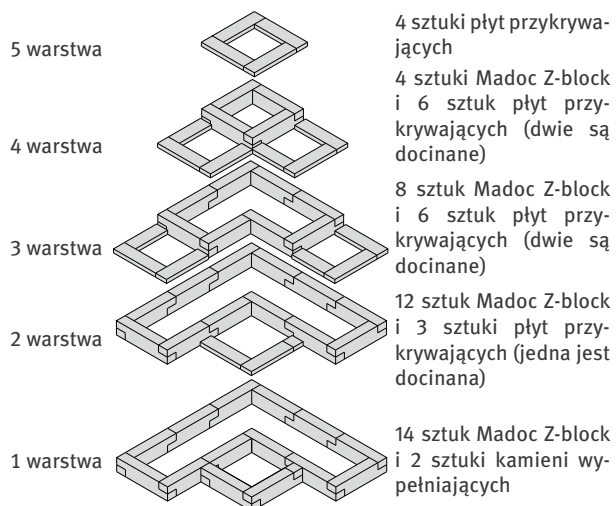 5 warstwa
4 sztuki płyt przykrywa-
jących
4 warstwa
4 sztuki Madoc Z-block
i 6 sztuk płyt przy-
krywających (dwie są
docinane)
3 warstwa
8 sztuk Madoc Z-block
i 6 sztuk płyt przy-
krywających (dwie są
docinane)
2 warstwa
12 sztuk Madoc Z-block
i 3 sztuki płyt przy-
krywających (jedna jest
docinana)
1 warstwa
14 sztuk Madoc Z-block
i 2 sztuki kamieni wy-
pełniających